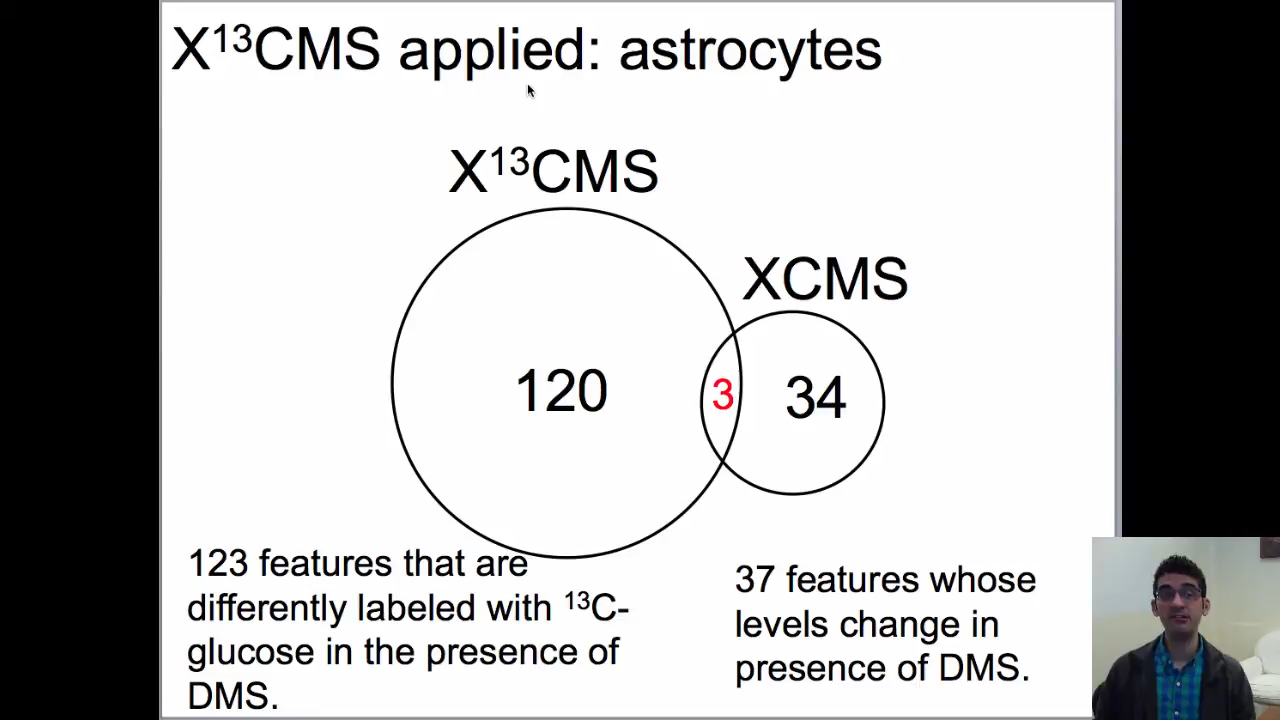 X¹³CMS applied: astrocytes
X¹³CMS
XCMS
120
3
34
123 features that are
differently labeled with ¹³C-
glucose in the presence of
DMS.
37 features whose
levels change in
presence of DMS.